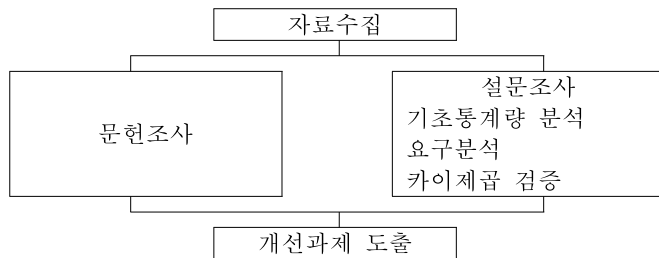 자료수집
문헌조사
설문조사
기초통계량 분석
요구분석
카이제곱 검증
개선과제 도출